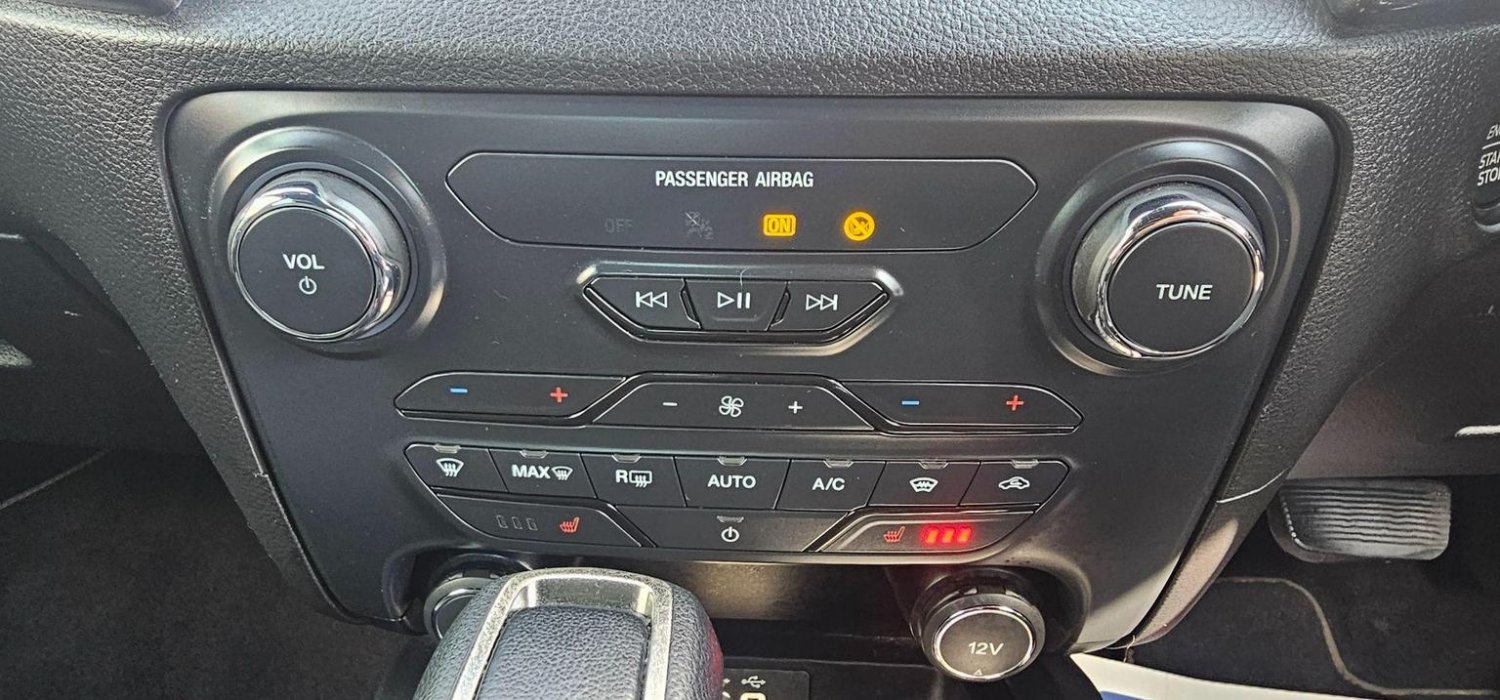 PASSENGER AIRBAG
OFF
ON
VOL
TUNE
MAX
R
AUTO
A/C
12V